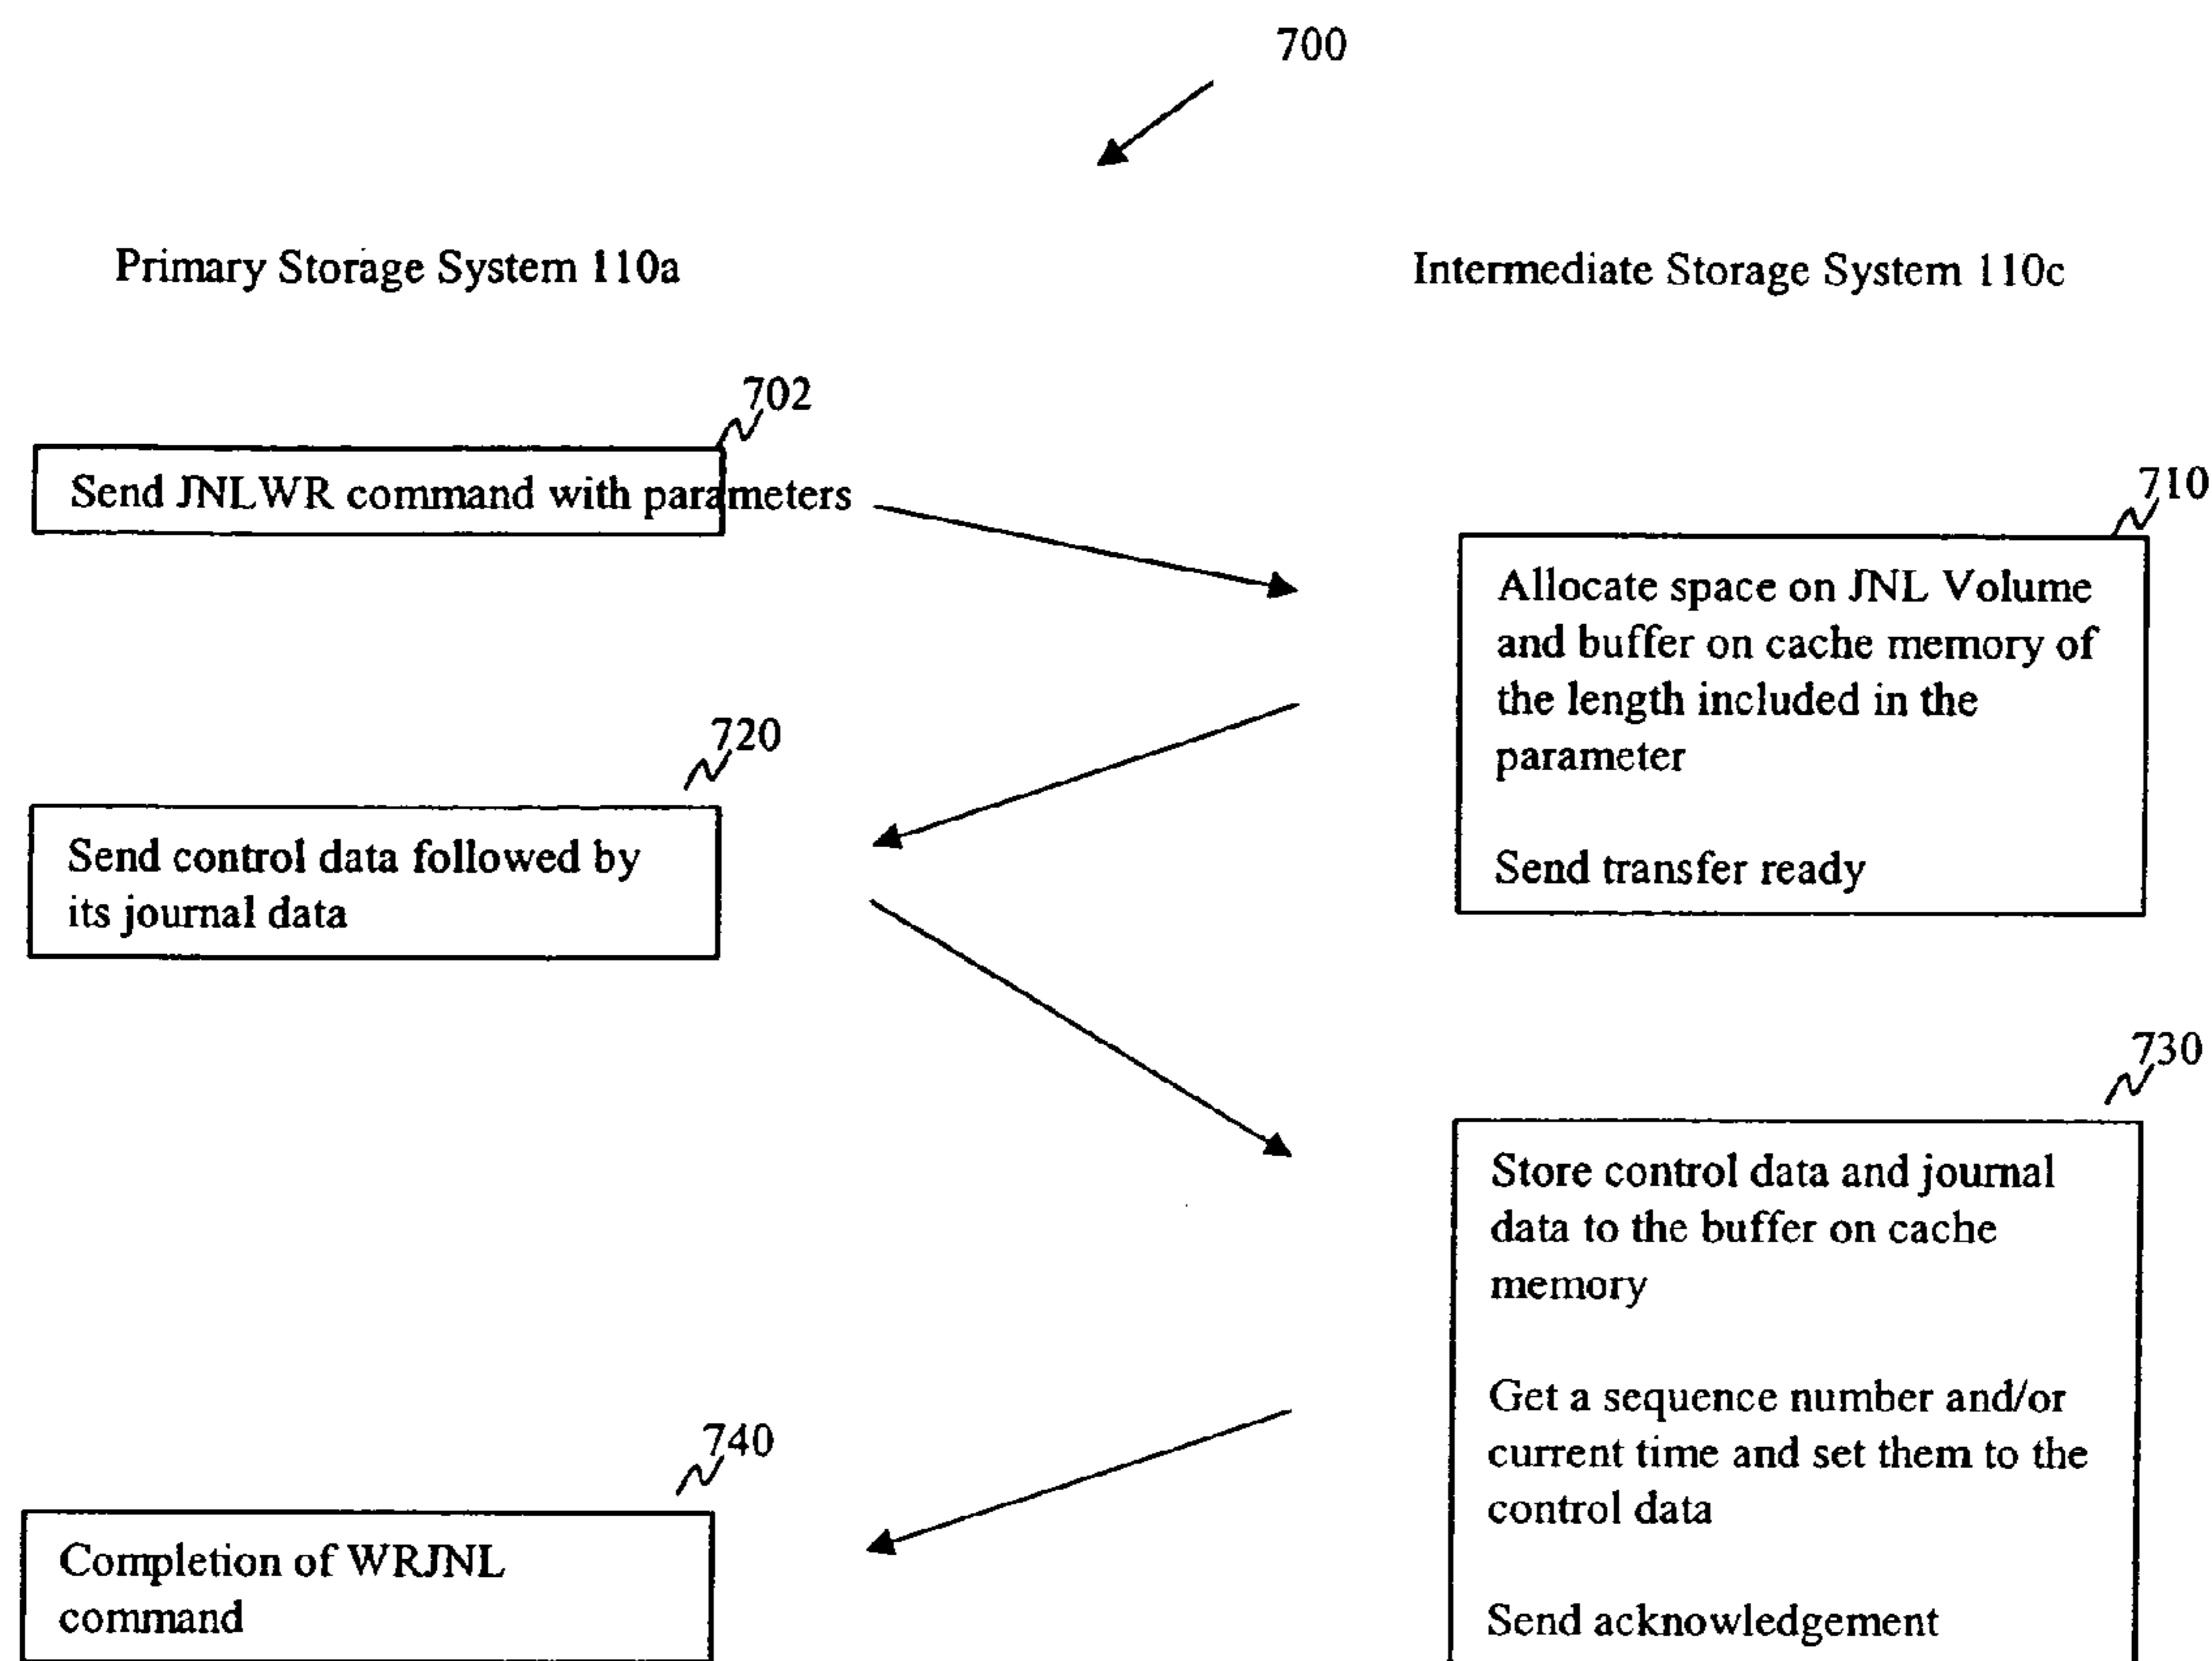 700
Primary Storage System 110a
Intermediate Storage System 110c
702
Send JNLWR command with parameters
710
Allocate space on JNL Volume
and buffer on cache memory of
the length included in the
parameter
Send transfer ready
720
Send control data followed by
its journal data
730
Store control data and journal
data to the buffer on cache
memory
Get a sequence number and/or
current time and set them to the
control data
Send acknowledgement
740
Completion of WRJNL
command